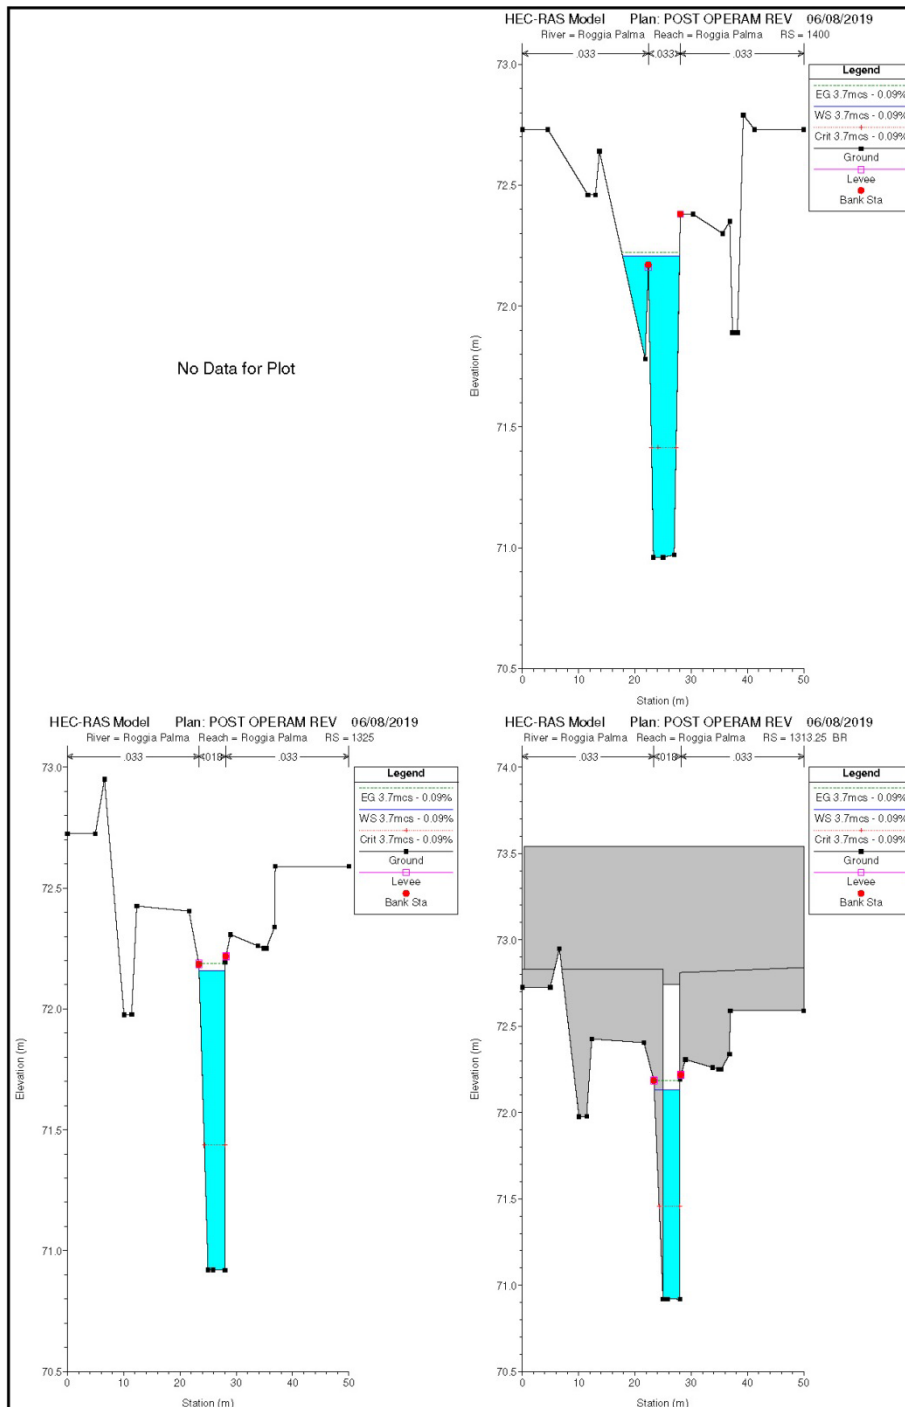 No Data for Plot
HEC-RAS Model Plan: POST OPERAM REV 06/08/2019
River = Roggia Palma Reach = Roggia Palma RS = 1400
.033 .033 .033
Legend
EG 3.7mcs - 0.09%
WS 3.7mcs - 0.09%
Crit 3.7mcs - 0.09%
Ground
Levee
Bank Sta
73.0
72.5
72.0
71.5
71.0
70.5
Elevation (m)
0 10 20 30 40 50
Station (m)
HEC-RAS Model Plan: POST OPERAM REV 06/08/2019
River = Roggia Palma Reach = Roggia Palma RS = 1325
.033 .018 .033
Legend
EG 3.7mcs - 0.09%
WS 3.7mcs - 0.09%
Crit 3.7mcs - 0.09%
Ground
Levee
Bank Sta
73.0
72.5
72.0
71.5
71.0
70.5
Elevation (m)
0 10 20 30 40 50
Station (m)
HEC-RAS Model Plan: POST OPERAM REV 06/08/2019
River = Roggia Palma Reach = Roggia Palma RS = 1313.25 BR
.033 .018 .033
Legend
EG 3.7mcs - 0.09%
WS 3.7mcs - 0.09%
Crit 3.7mcs - 0.09%
Ground
Levee
Bank Sta
74.0
73.5
73.0
72.5
72.0
71.5
71.0
70.5
Elevation (m)
0 10 20 30 40 50
Station (m)